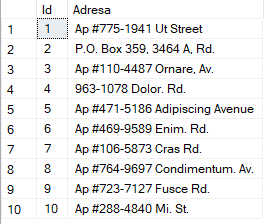 Id Adresa
1 1 Ap #775-1941 Ut Street
2 2 P.O. Box 359, 3464 A, Rd.
3 3 Ap #110-4487 Ornare, Av.
4 4 963-1078 Dolor. Rd.
5 5 Ap #471-5186 Adipiscing Avenue
6 6 Ap #469-9589 Enim. Rd.
7 7 Ap #106-5873 Cras Rd.
8 8 Ap #764-9697 Condimentum. Av.
9 9 Ap #723-7127 Fusce Rd.
10 10 Ap #288-4840 Mi. St.